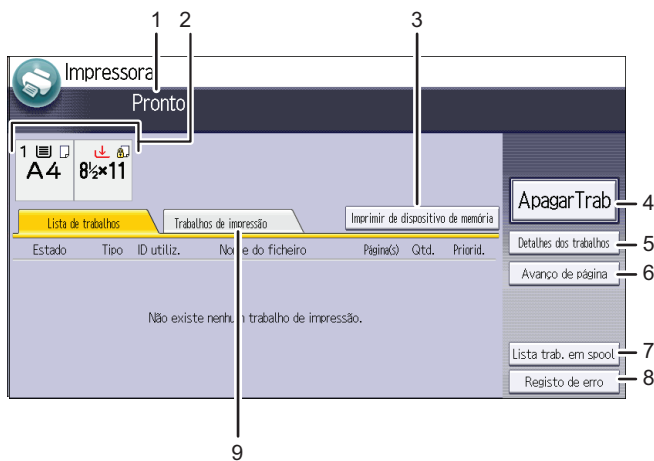 1 2 3
Impressora
Pronto
1
A4 8½×11
Lista de trabalhos Trabalhos de impressão Imprimir de dispositivo de memória
ApagarTrab 4
Estado Tipo ID utiliz. Nome do ficheiro Página(s) Qtd. Priorid.
Detalhes dos trabalhos 5
Avanço de página 6
Não existe nenhum trabalho de impressão.
Lista trab. em spool 7
Registo de erro 8
9